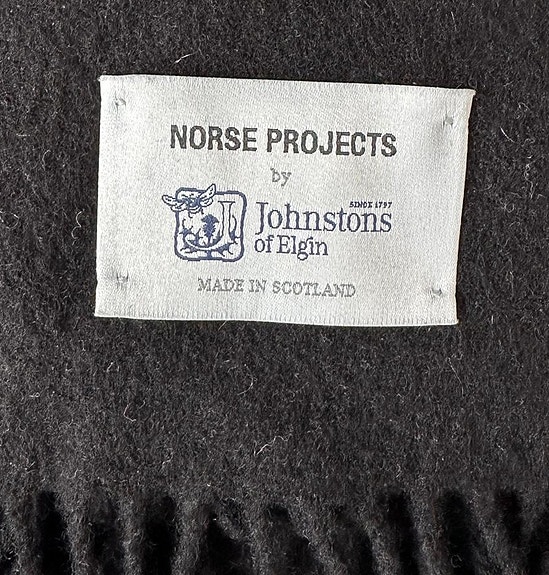 NORSE PROJECTS
by
SINCE 1797
Johnstons
of Elgin
MADE IN SCOTLAND